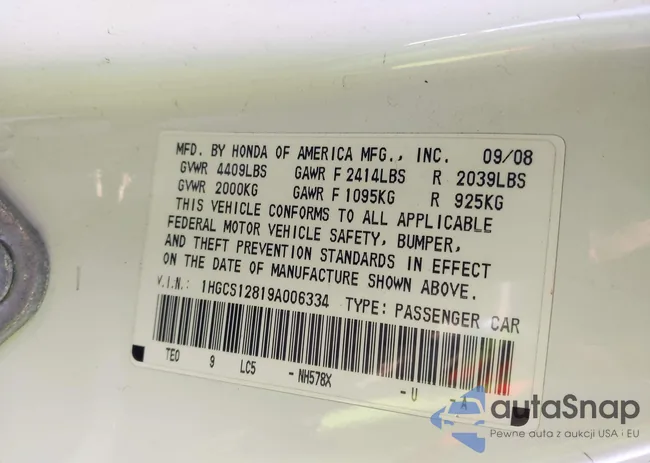 MFD. BY HONDA OF AMERICA MFG., INC. 09/08
GVWR 4409LBS GAWR F 2414LBS R 2039LBS
GVWR 2000KG GAWR F 1095KG R 925KG
THIS VEHICLE CONFORMS TO ALL APPLICABLE
FEDERAL MOTOR VEHICLE SAFETY, BUMPER,
AND THEFT PREVENTION STANDARDS IN EFFECT
ON THE DATE OF MANUFACTURE SHOWN ABOVE.
V.I.N.: 1HGCS12819A006334 TYPE: PASSENGER CAR
TE0 9 LC5 - NH578X - U - A
autaSnap
Pewne auta z aukcji USA i EU